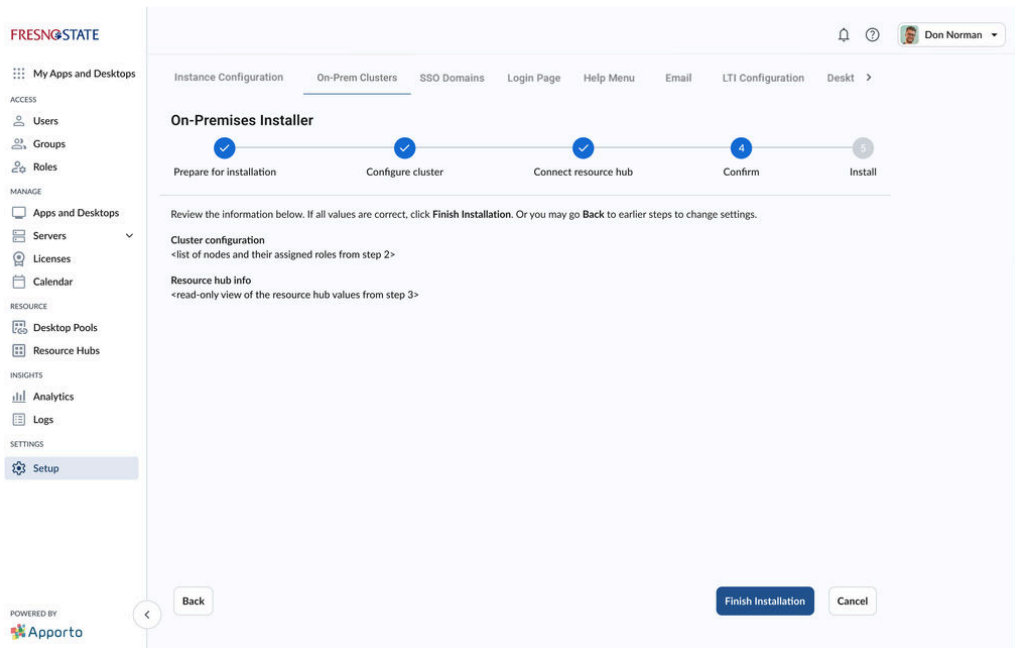 FRESNO STATE
Don Norman
My Apps and Desktops
ACCESS
Users
Groups
Roles
MANAGE
Apps and Desktops
Servers
Licenses
Calendar
RESOURCE
Desktop Pools
Resource Hubs
INSIGHTS
Analytics
Logs
SETTINGS
Setup
POWERED BY
Apporto
Instance Configuration
On-Prem Clusters
SSO Domains
Login Page
Help Menu
Email
LTI Configuration
Deskt
On-Premises Installer
4
5
Prepare for installation
Configure cluster
Connect resource hub
Confirm
Install
Review the information below. If all values are correct, click Finish Installation. Or you may go Back to earlier steps to change settings.
Cluster configuration
<list of nodes and their assigned roles from step 2>
Resource hub info
<read-only view of the resource hub values from step 3>
Back
Finish Installation
Cancel